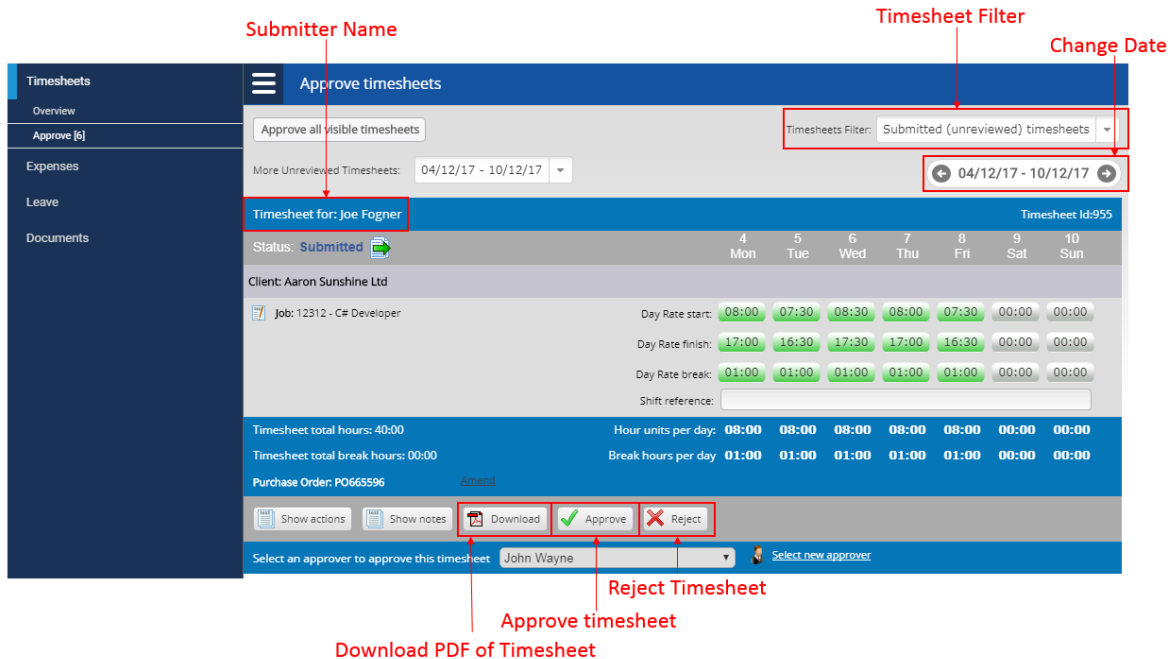 Timesheet Filter
Submitter Name
Change Date
Timesheets
Approve timesheets
Overview
Approve [6]
Approve all visible timesheets
Timesheets Filter: Submitted (unreviewed) timesheets
Expenses
More Unreviewed Timesheets: 04/12/17 - 10/12/17
04/12/17 - 10/12/17
Leave
Timesheet for: Joe Fogner
Timesheet Id:955
Documents
Status: Submitted
4 5 6 7 8 9 10
Mon Tue Wed Thu Fri Sat Sun
Client: Aaron Sunshine Ltd
Job: 12312 - C# Developer
Day Rate start: 08:00 07:30 08:30 08:00 07:30 00:00 00:00
Day Rate finish: 17:00 16:30 17:30 17:00 16:30 00:00 00:00
Day Rate break: 01:00 01:00 01:00 01:00 01:00 00:00 00:00
Shift reference:
Timesheet total hours: 40:00
Hour units per day: 08:00 08:00 08:00 08:00 08:00 00:00 00:00
Timesheet total break hours: 00:00
Break hours per day 01:00 01:00 01:00 01:00 01:00 00:00 00:00
Purchase Order: PO665596
Amend
Show actions
Show notes
Download
Approve
Reject
Select an approver to approve this timesheet John Wayne
Select new approver
Reject Timesheet
Approve timesheet
Download PDF of Timesheet